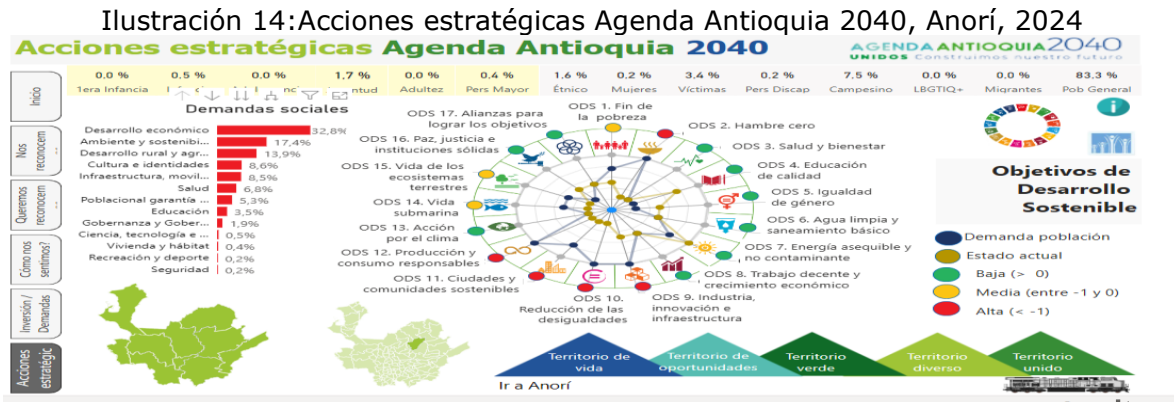 Ilustración 14:Acciones estratégicas Agenda Antioquia 2040, Anorí, 2024
Acciones estratégicas Agenda Antioquia 2040
AGENDA ANTIOQUIA 2040
UNIDOS Construimos nuestro futuro
0.0 % 0.5 % 0.0 % 1,7 % 0.0 % 0.4 % 1.6 % 0.2 % 3.4 % 0.2 % 7.5 % 0.0 % 0.0 % 83.3 %
1era Infancia Adultez Pers Mayor Étnico Mujeres Víctimas Pers Discap Campesino LBGTIQ+ Migrantes Pob General
Inicio
Nos
reconocem
...
Queremos
reconocem
...
Cómo nos
sentimos?
Inversión /
Demandas
Acciones
estratégic
Demandas sociales
Desarrollo económico 32,8%
Ambiente y sostenibi... 17,4%
Desarrollo rural y agr... 13,9%
Cultura e identidades 8,6%
Infraestructura, movil... 8,5%
Salud 6,8%
Poblacional garantía ... 5,3%
Educación 3,5%
Gobernanza y Gober... 1,9%
Ciencia, tecnología e ... 0,5%
Vivienda y hábitat 0,4%
Recreación y deporte 0,2%
Seguridad 0,2%
ODS 1. Fin de
la pobreza
ODS 2. Hambre cero
ODS 3. Salud y bienestar
ODS 4. Educación
de calidad
ODS 5. Igualdad
de género
ODS 6. Agua limpia y
saneamiento básico
ODS 7. Energía asequible y
no contaminante
ODS 8. Trabajo decente y
crecimiento económico
ODS 9. Industria,
innovación e
infraestructura
ODS 10.
Reducción de las
desigualdades
ODS 11. Ciudades y
comunidades sostenibles
ODS 12. Producción y
consumo responsables
ODS 13. Acción
por el clima
ODS 14. Vida
submarina
ODS 15. Vida de los
ecosistemas
terrestres
ODS 16. Paz, justicia e
instituciones sólidas
ODS 17. Alianzas para
lograr los objetivos
Objetivos de
Desarrollo
Sostenible
Demanda población
Estado actual
Baja (> 0)
Media (entre -1 y 0)
Alta (< -1)
Territorio de
vida
Territorio de
oportunidades
Territorio
verde
Territorio
diverso
Territorio
unido
Ir a Anorí